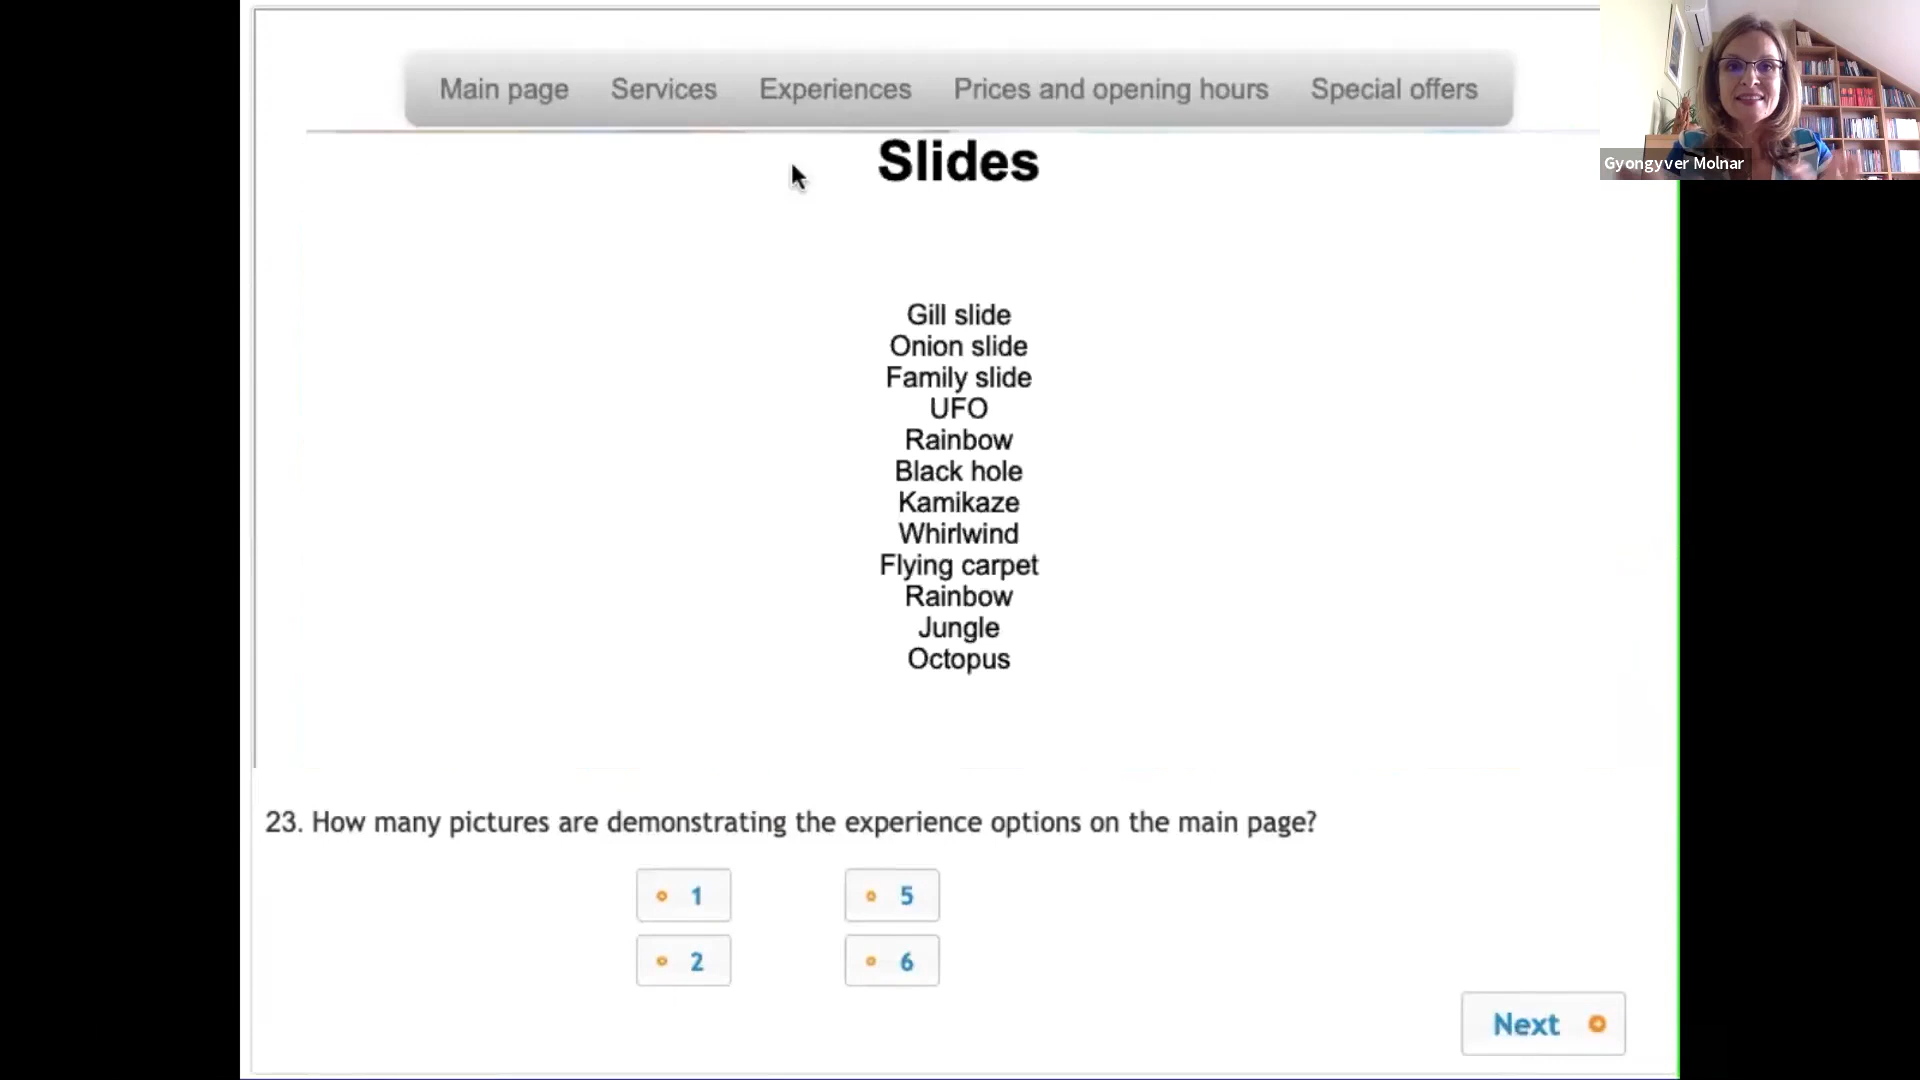 Main page Services Experiences Prices and opening hours Special offers
Gyongyver Molnar
Slides
Gill slide
Onion slide
Family slide
UFO
Rainbow
Black hole
Kamikaze
Whirlwind
Flying carpet
Rainbow
Jungle
Octopus
23. How many pictures are demonstrating the experience options on the main page?
1 5
2 6
Next